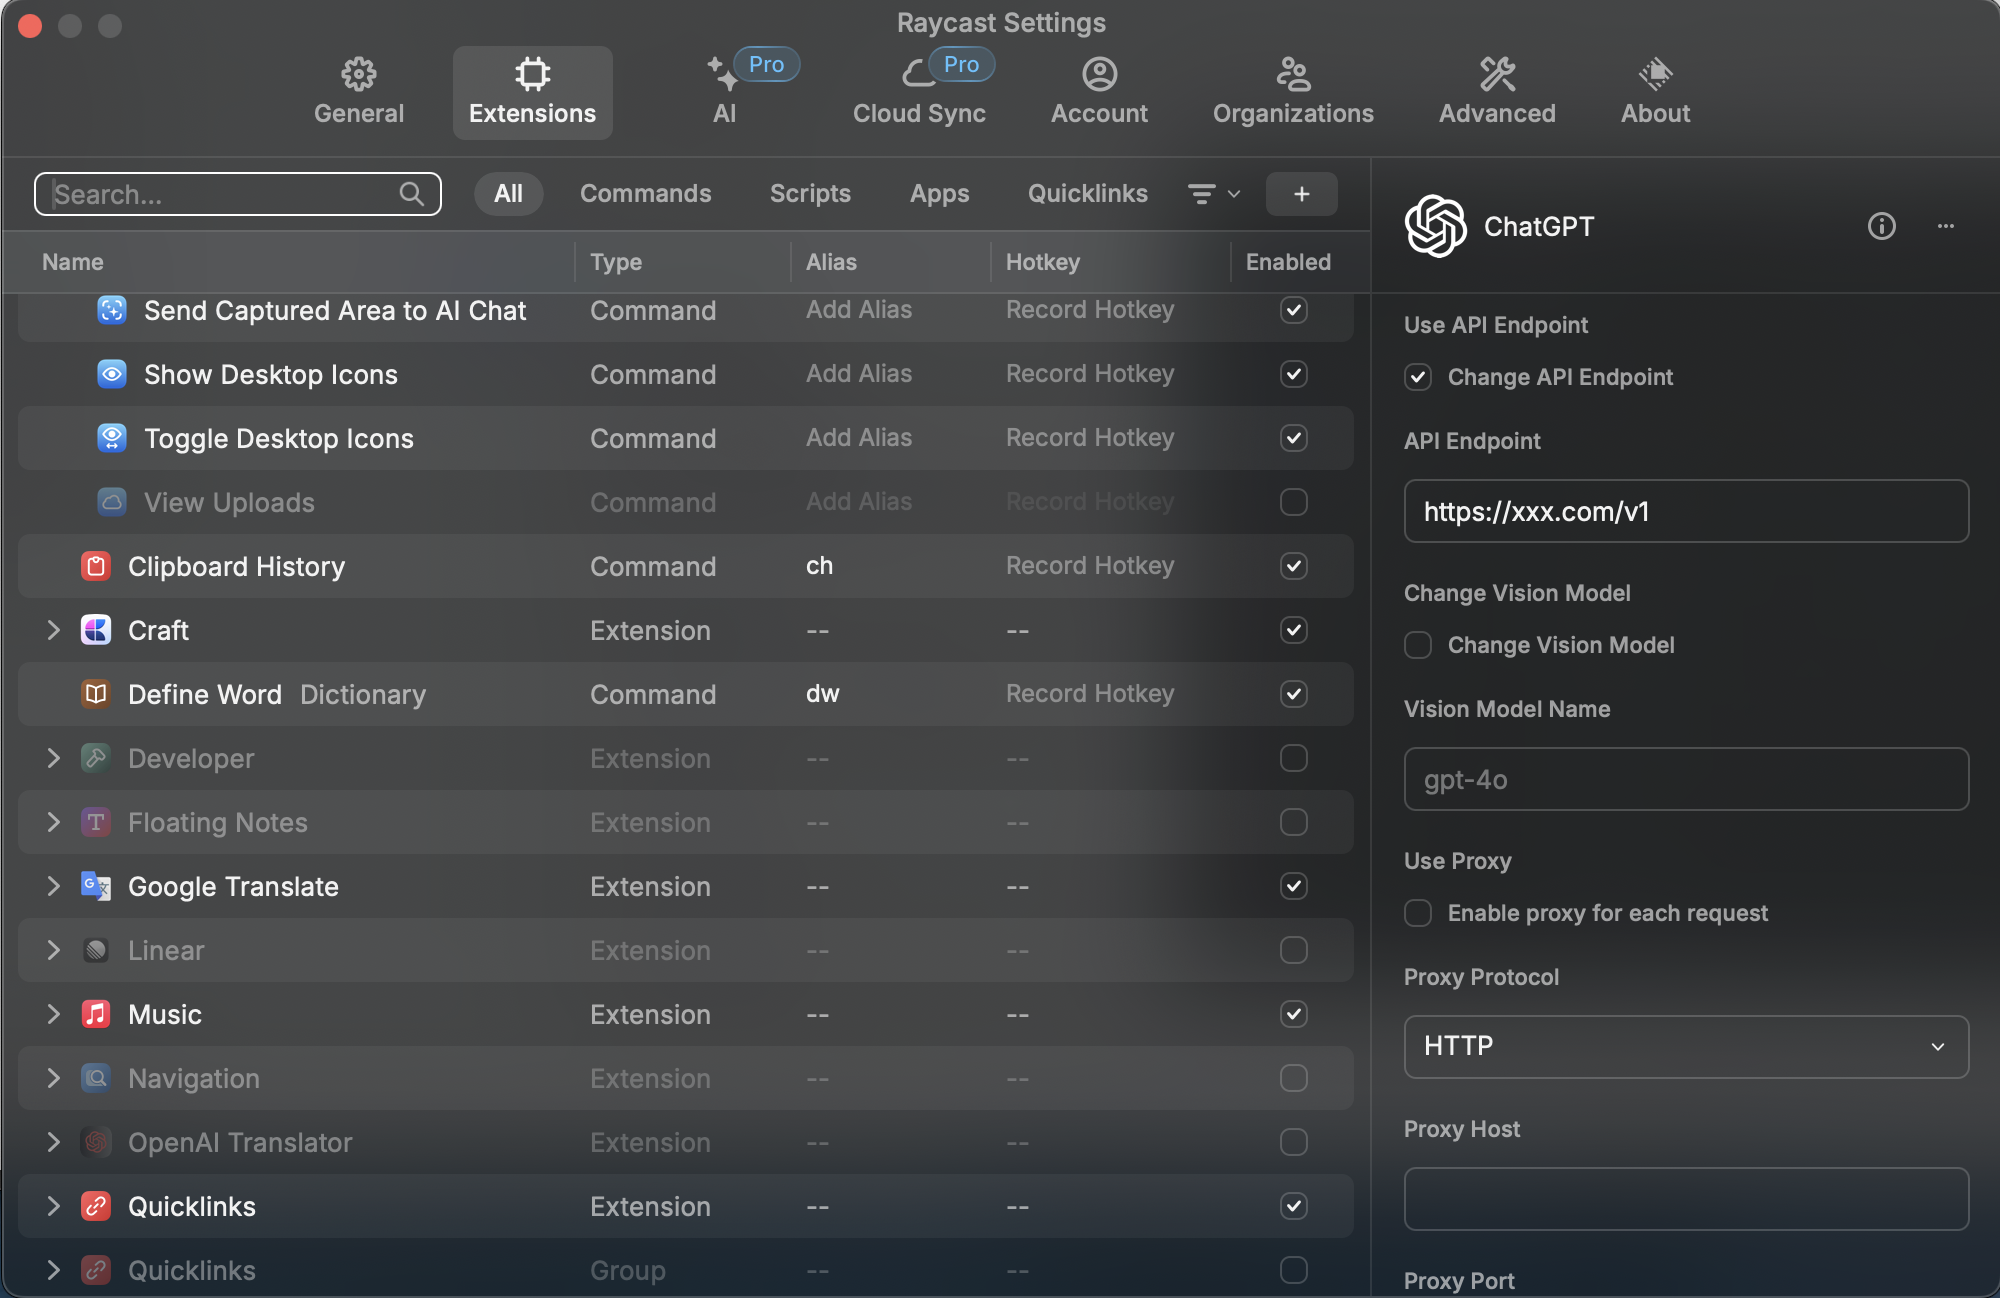 Raycast Settings
General
Extensions
Pro
AI
Pro
Cloud Sync
Account
Organizations
Advanced
About
Search...
All
Commands
Scripts
Apps
Quicklinks
+
Name Type Alias Hotkey Enabled
Send Captured Area to AI Chat Command Add Alias Record Hotkey
Show Desktop Icons Command Add Alias Record Hotkey
Toggle Desktop Icons Command Add Alias Record Hotkey
View Uploads Command Add Alias Record Hotkey
Clipboard History Command ch Record Hotkey
Craft Extension -- --
Define Word Dictionary Command dw Record Hotkey
Developer Extension -- --
Floating Notes Extension -- --
Google Translate Extension -- --
Linear Extension -- --
Music Extension -- --
Navigation Extension -- --
OpenAI Translator Extension -- --
Quicklinks Extension -- --
Quicklinks Group -- --
ChatGPT
Use API Endpoint
Change API Endpoint
API Endpoint
https://xxx.com/v1
Change Vision Model
Change Vision Model
Vision Model Name
gpt-4o
Use Proxy
Enable proxy for each request
Proxy Protocol
HTTP
Proxy Host
Proxy Port